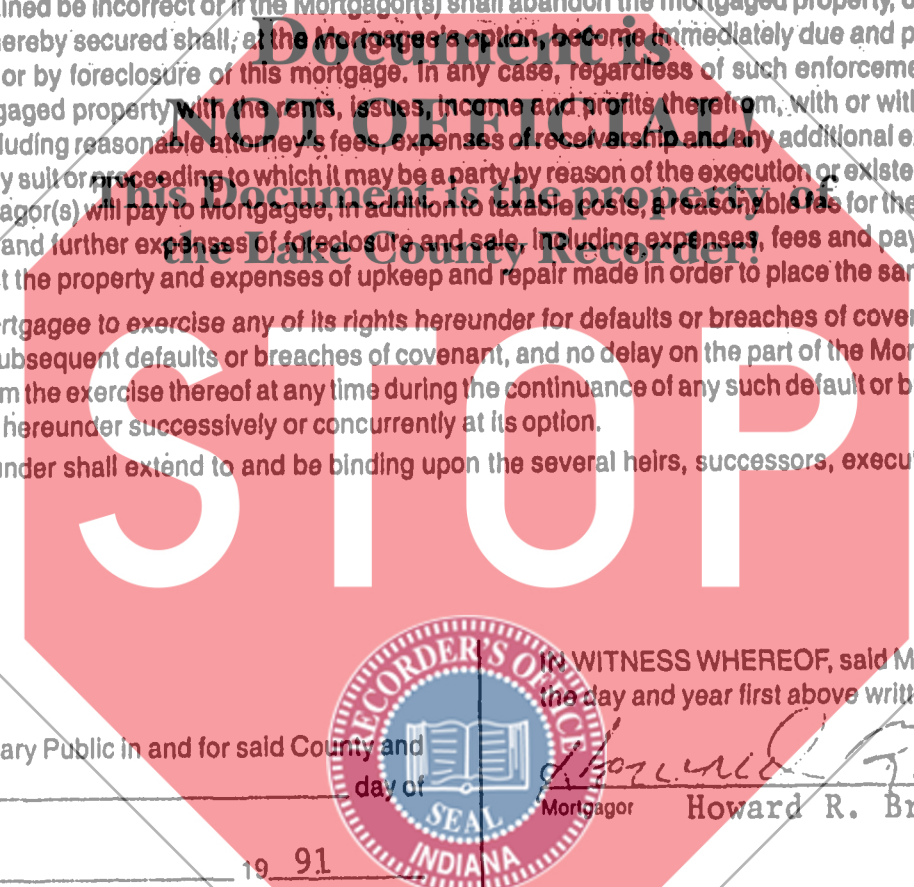 ained be incorrect or if the Mortgagor(s) shall abandon the mortgaged property,
ereby secured shall, at the Mortgagee's option, become immediately due and p
or by foreclosure of this mortgage. In any case, regardless of such enforceme
gaged property with the rents, issues, income and profits therefrom, with or wit
luding reasonable attorney's fees, expenses of receivership and any additional e
y suit or proceeding to which it may be a party by reason of the execution or existe
agor(s) will pay to Mortgagee, in addition to taxable costs, a reasonable fee for the
and further expenses of foreclosure and sale, including expenses, fees and pay
t the property and expenses of upkeep and repair made in order to place the sam
rtgagee to exercise any of its rights hereunder for defaults or breaches of cove
ubsequent defaults or breaches of covenant, and no delay on the part of the Mor
m the exercise thereof at any time during the continuance of any such default or b
hereunder successively or concurrently at its option.
under shall extend to and be binding upon the several heirs, successors, execu
Document is
NOT OFFICIAL!
This Document is the property of
the Lake County Recorder!
STOP
IN WITNESS WHEREOF, said M
the day and year first above writt
ary Public in and for said County and
day of
Mortgagor Howard R. Br
19 91
RECORDER'S OFFICE
SEAL
INDIANA